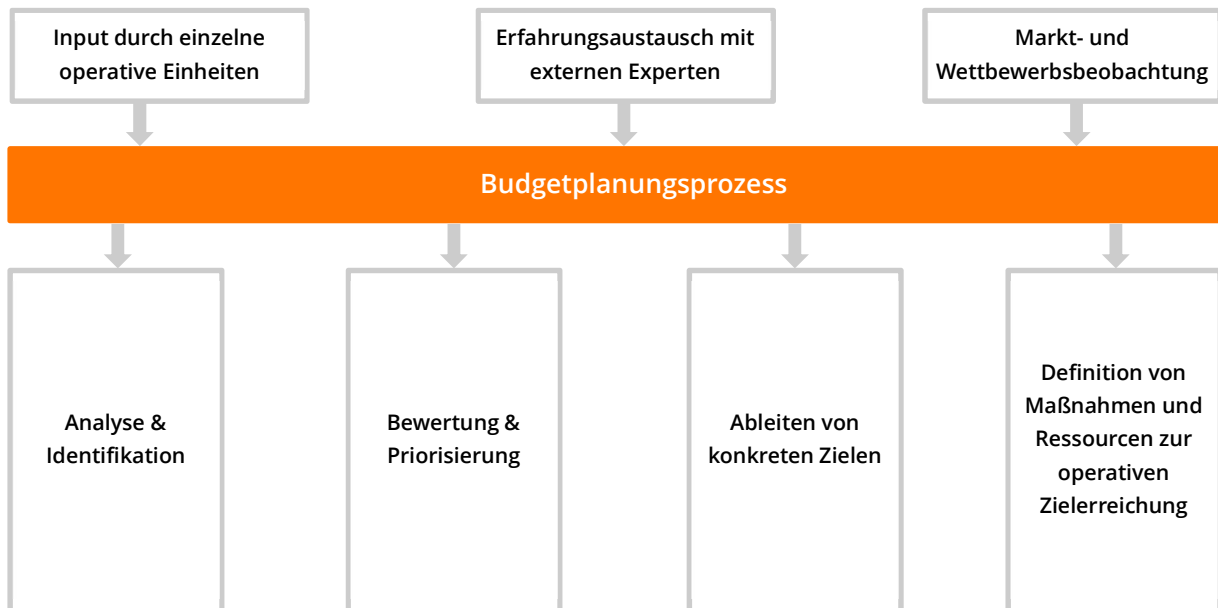 Input durch einzelne
operative Einheiten
Erfahrungsaustausch mit
externen Experten
Markt- und
Wettbewerbsbeobachtung
Budgetplanungsprozess
Analyse &
Identifikation
Bewertung &
Priorisierung
Ableiten von
konkreten Zielen
Definition von
Maßnahmen und
Ressourcen zur
operativen
Zielerreichung